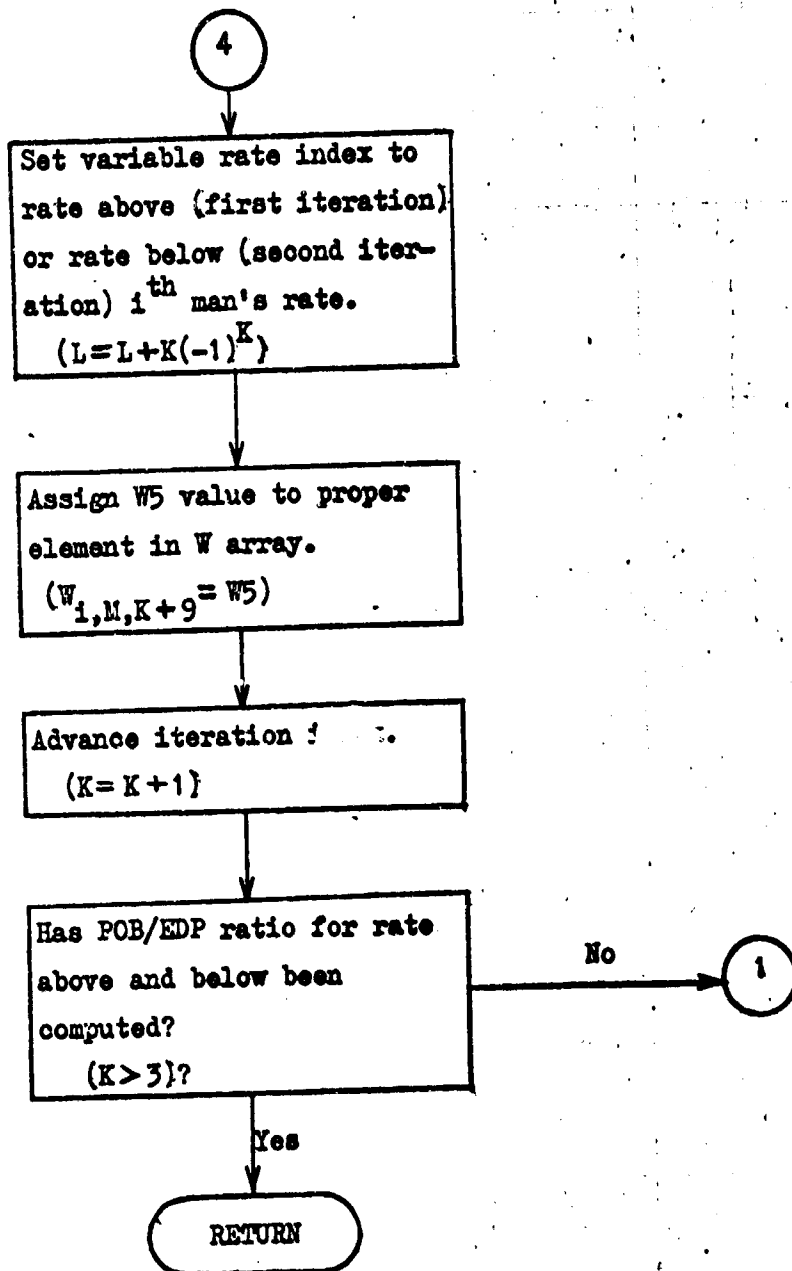 4
Set variable rate index to
rate above (first iteration)
or rate below (second iter-
ation) i^th man's rate.
(L=L+K(-1)^K)
Assign W5 value to proper
element in W array.
(W_i,M,K+9 = W5)
Advance iteration
(K=K+1)
Has POB/EDP ratio for rate
above and below been
computed?
(K>3)?
No
1
Yes
RETURN